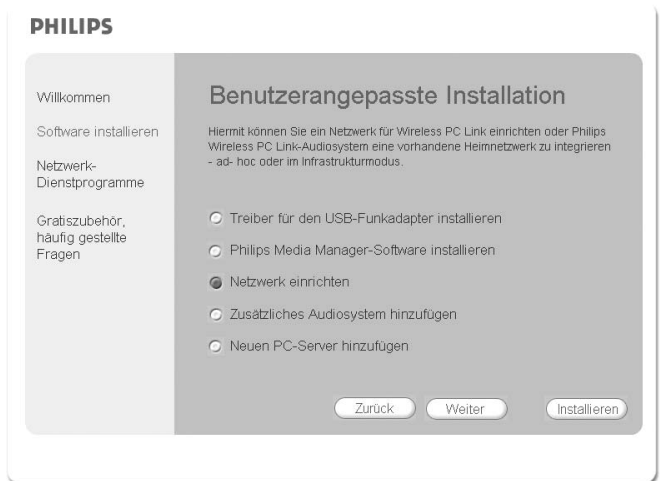 PHILIPS
Willkommen
Software installieren
Netzwerk-
Dienstprogramme
Gratiszubehör,
häufig gestellte
Fragen
Benutzerangepasste Installation
Hiermit können Sie ein Netzwerk für Wireless PC Link einrichten oder Philips
Wireless PC Link-Audiosystem eine vorhandene Heimnetzwerk zu integrieren
- ad- hoc oder im Infrastrukturmodus.
Treiber für den USB-Funkadapter installieren
Philips Media Manager-Software installieren
Netzwerk einrichten
Zusätzliches Audiosystem hinzufügen
Neuen PC-Server hinzufügen
Zurück
Weiter
Installieren